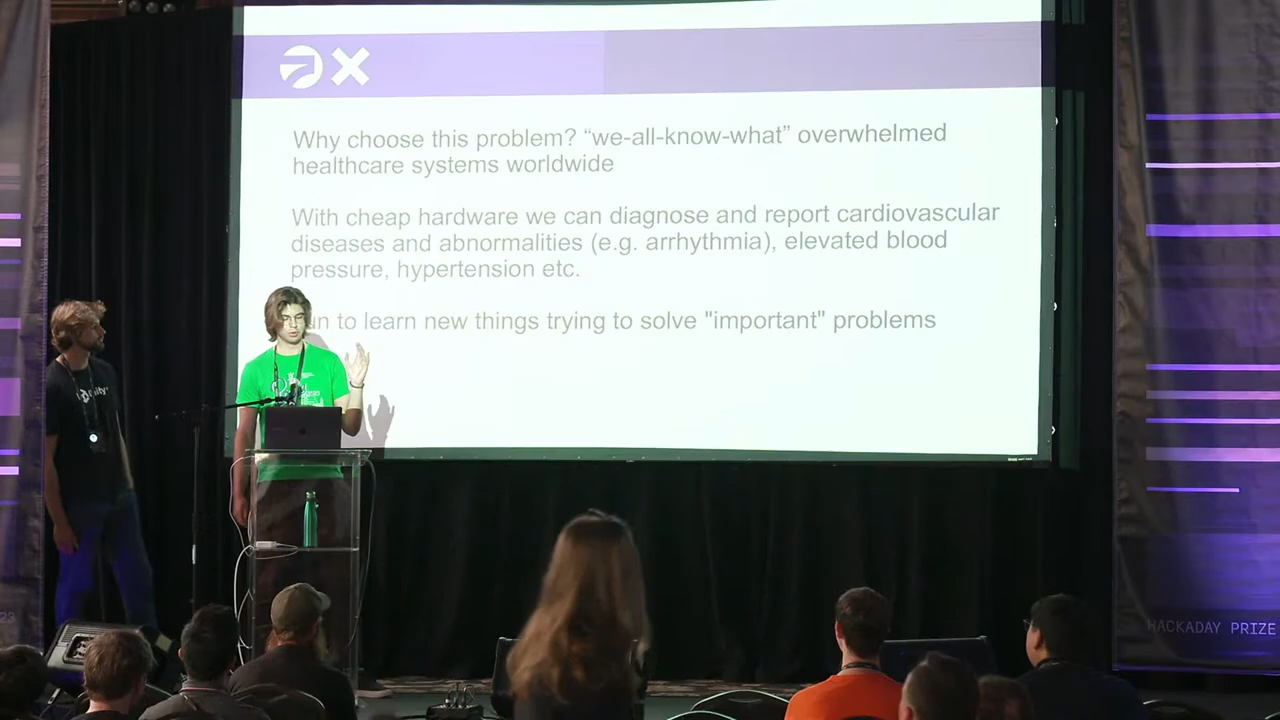 Why choose this problem? “we-all-know-what” overwhelmed
healthcare systems worldwide
With cheap hardware we can diagnose and report cardiovascular
diseases and abnormalities (e.g. arrhythmia), elevated blood
pressure, hypertension etc.
to learn new things trying to solve "important" problems
HACKADAY PRIZE